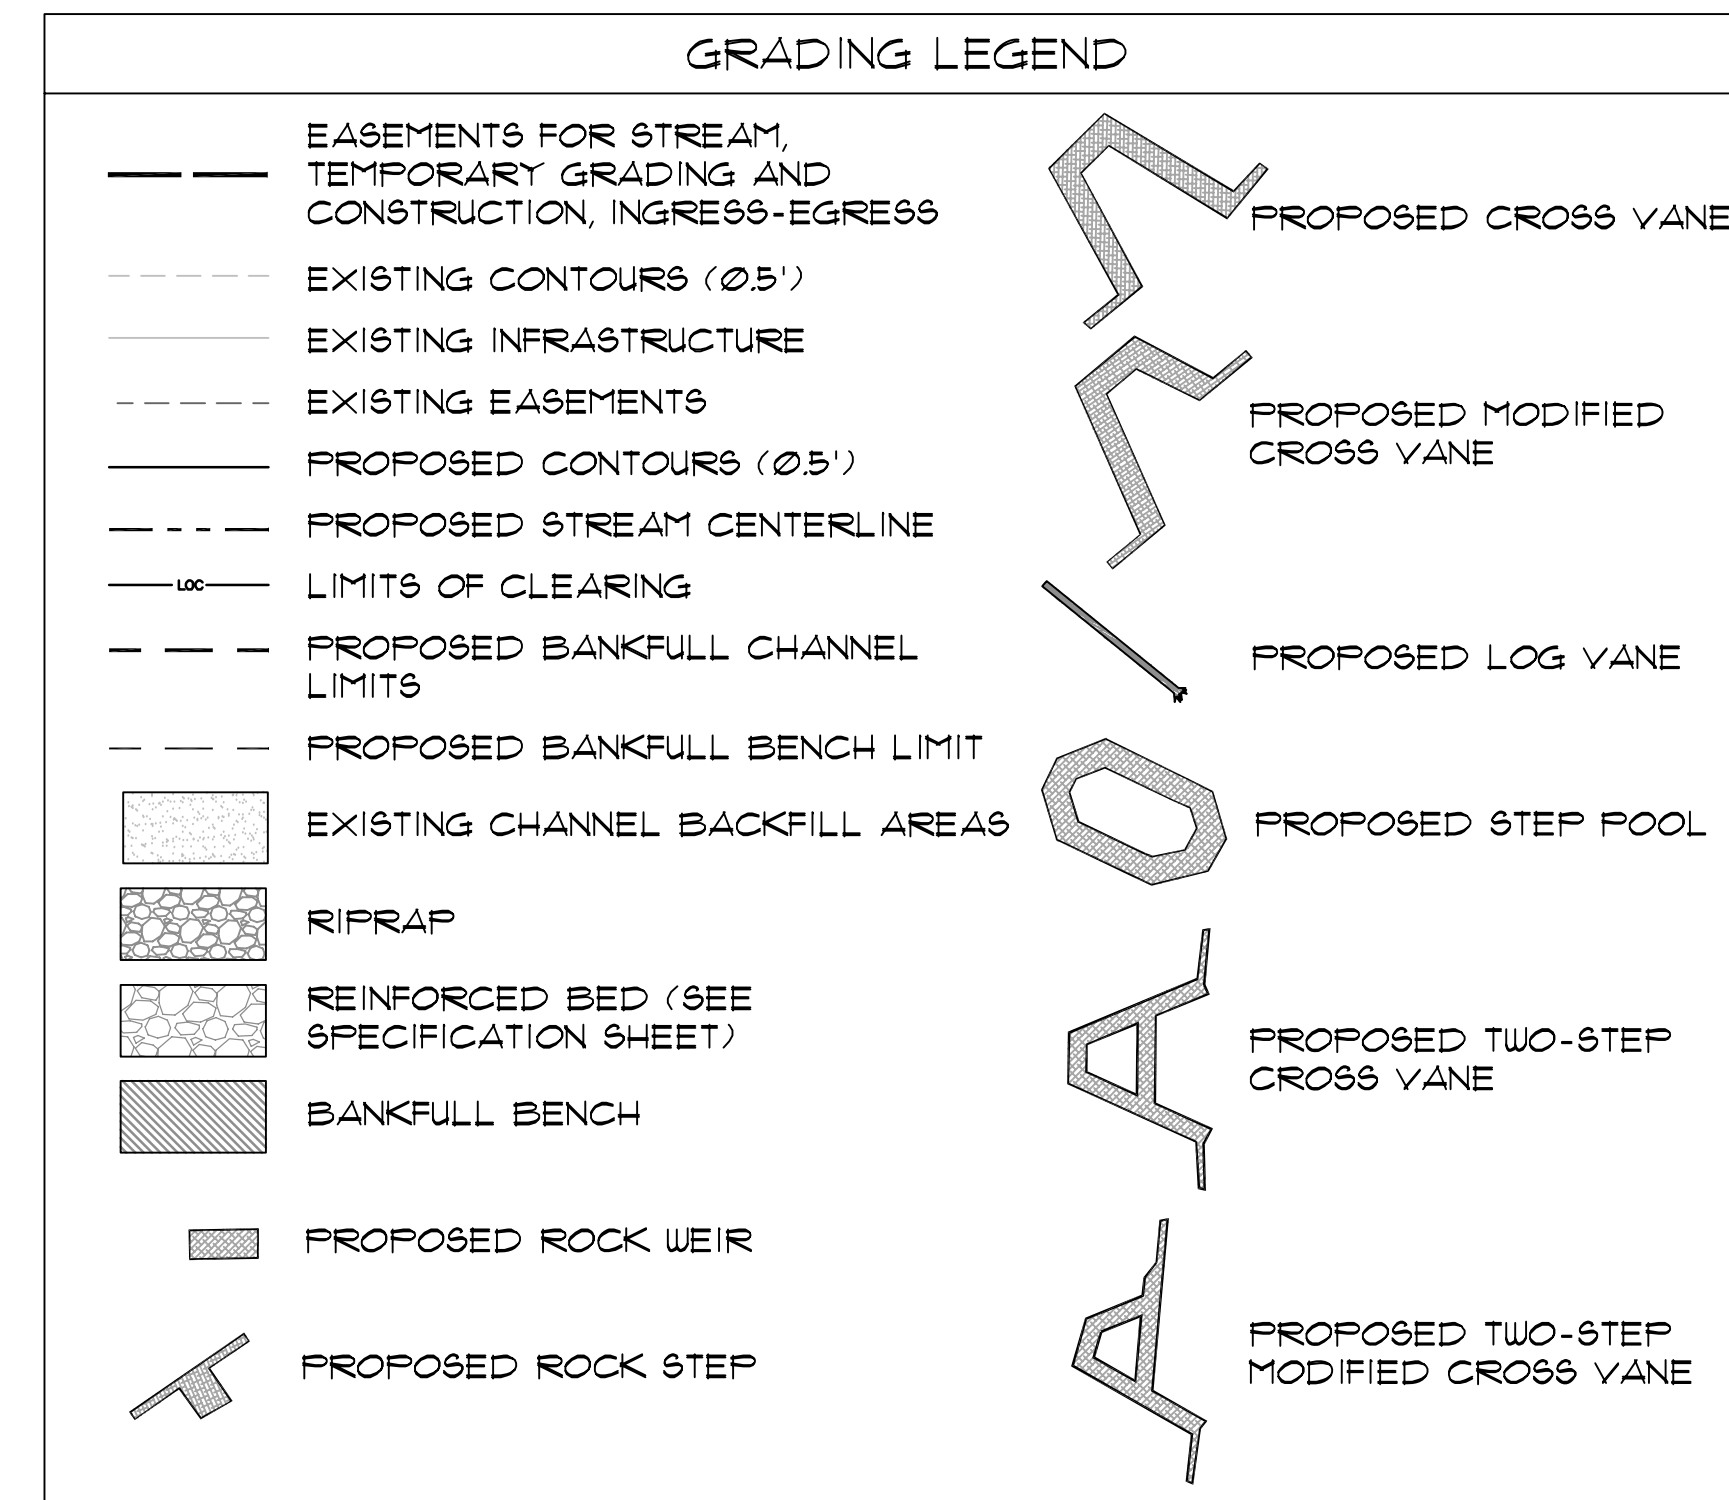 GRADING LEGEND
EASEMENTS FOR STREAM,
TEMPORARY GRADING AND
CONSTRUCTION, INGRESS-EGRESS
EXISTING CONTOURS (0.5')
EXISTING INFRASTRUCTURE
EXISTING EASEMENTS
PROPOSED CONTOURS (0.5')
PROPOSED STREAM CENTERLINE
LOC
LIMITS OF CLEARING
PROPOSED BANKFULL CHANNEL
LIMITS
PROPOSED BANKFULL BENCH LIMIT
EXISTING CHANNEL BACKFILL AREAS
RIPRAP
REINFORCED BED (SEE
SPECIFICATION SHEET)
BANKFULL BENCH
PROPOSED ROCK WEIR
PROPOSED ROCK STEP
PROPOSED CROSS VANE
PROPOSED MODIFIED
CROSS VANE
PROPOSED LOG VANE
PROPOSED STEP POOL
PROPOSED TWO-STEP
CROSS VANE
PROPOSED TWO-STEP
MODIFIED CROSS VANE